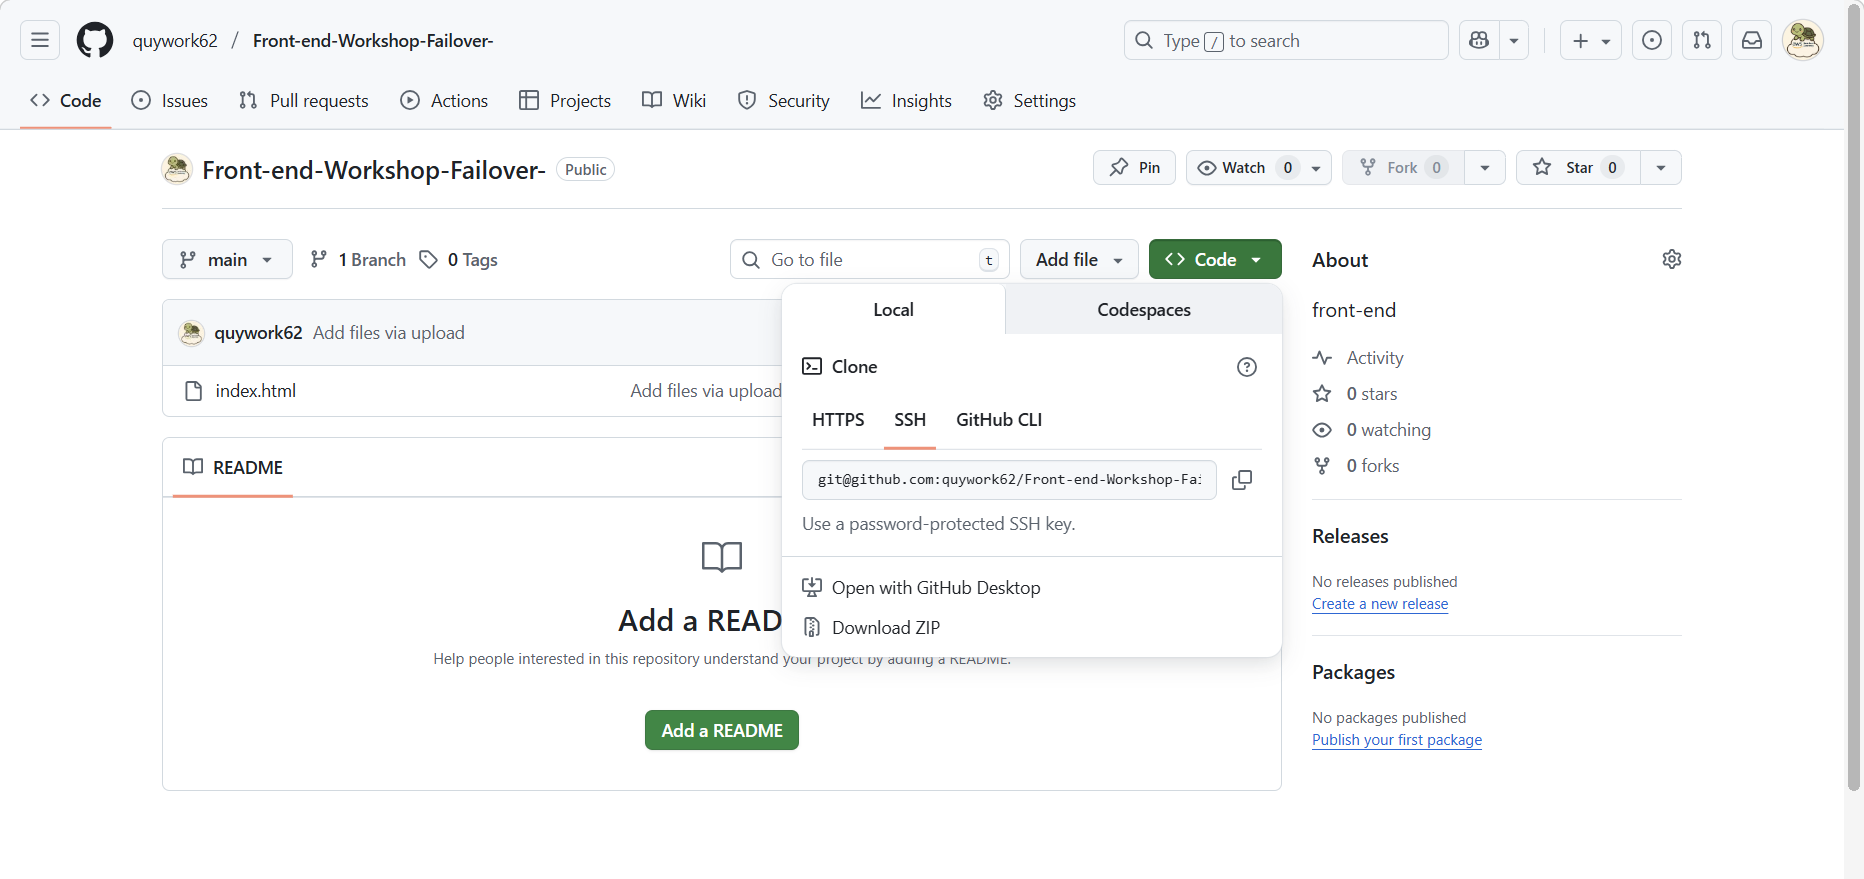 quywork62 / Front-end-Workshop-Failover-
Type / to search
Code Issues Pull requests Actions Projects Wiki Security Insights Settings
Front-end-Workshop-Failover- Public
Pin Watch 0 Fork 0 Star 0
main 1 Branch 0 Tags
Go to file t Add file Code
quywork62 Add files via upload
index.html Add files via upload
README
Add a READ
Help people interested in this repository understand your project by adding a README.
Add a README
Local Codespaces
Clone
HTTPS SSH GitHub CLI
git@github.com:quywork62/Front-end-Workshop-Fai
Use a password-protected SSH key.
Open with GitHub Desktop
Download ZIP
About
front-end
Activity
0 stars
0 watching
0 forks
Releases
No releases published
Create a new release
Packages
No packages published
Publish your first package